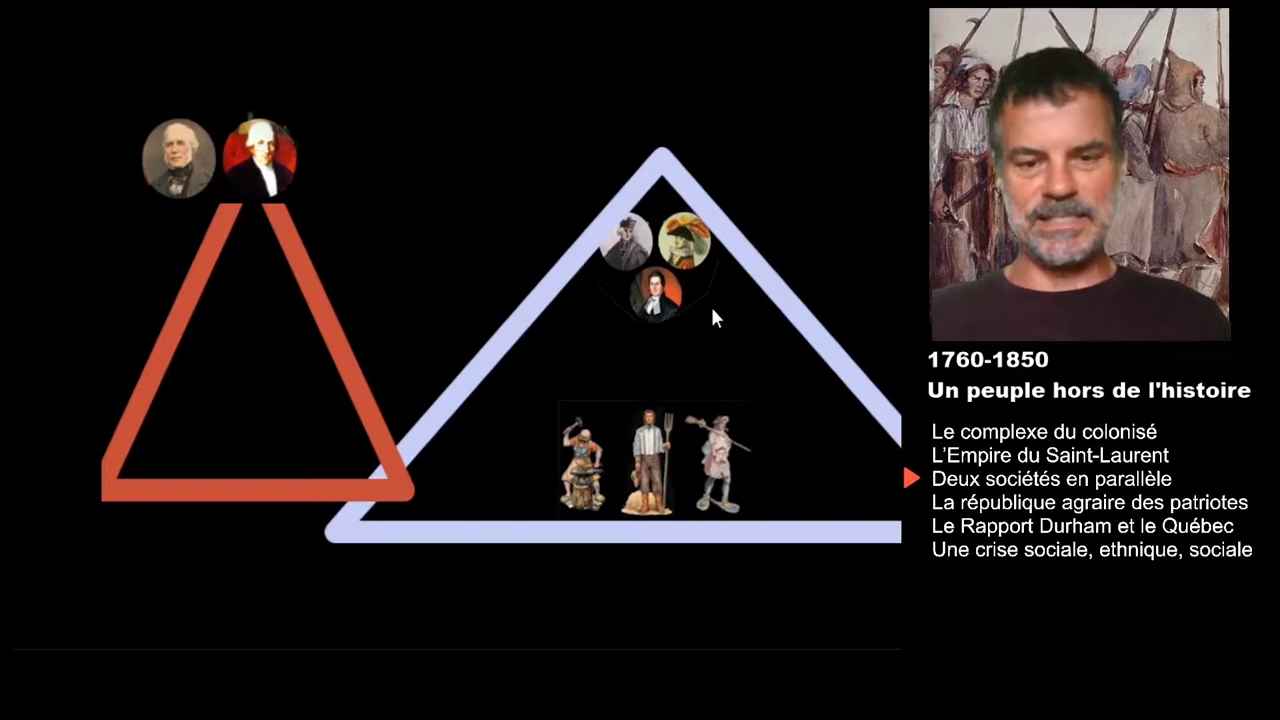 1760-1850
Un peuple hors de l'histoire
Le complexe du colonisé
L'Empire du Saint-Laurent
Deux sociétés en parallèle
La république agraire des patriotes
Le Rapport Durham et le Québec
Une crise sociale, ethnique, sociale